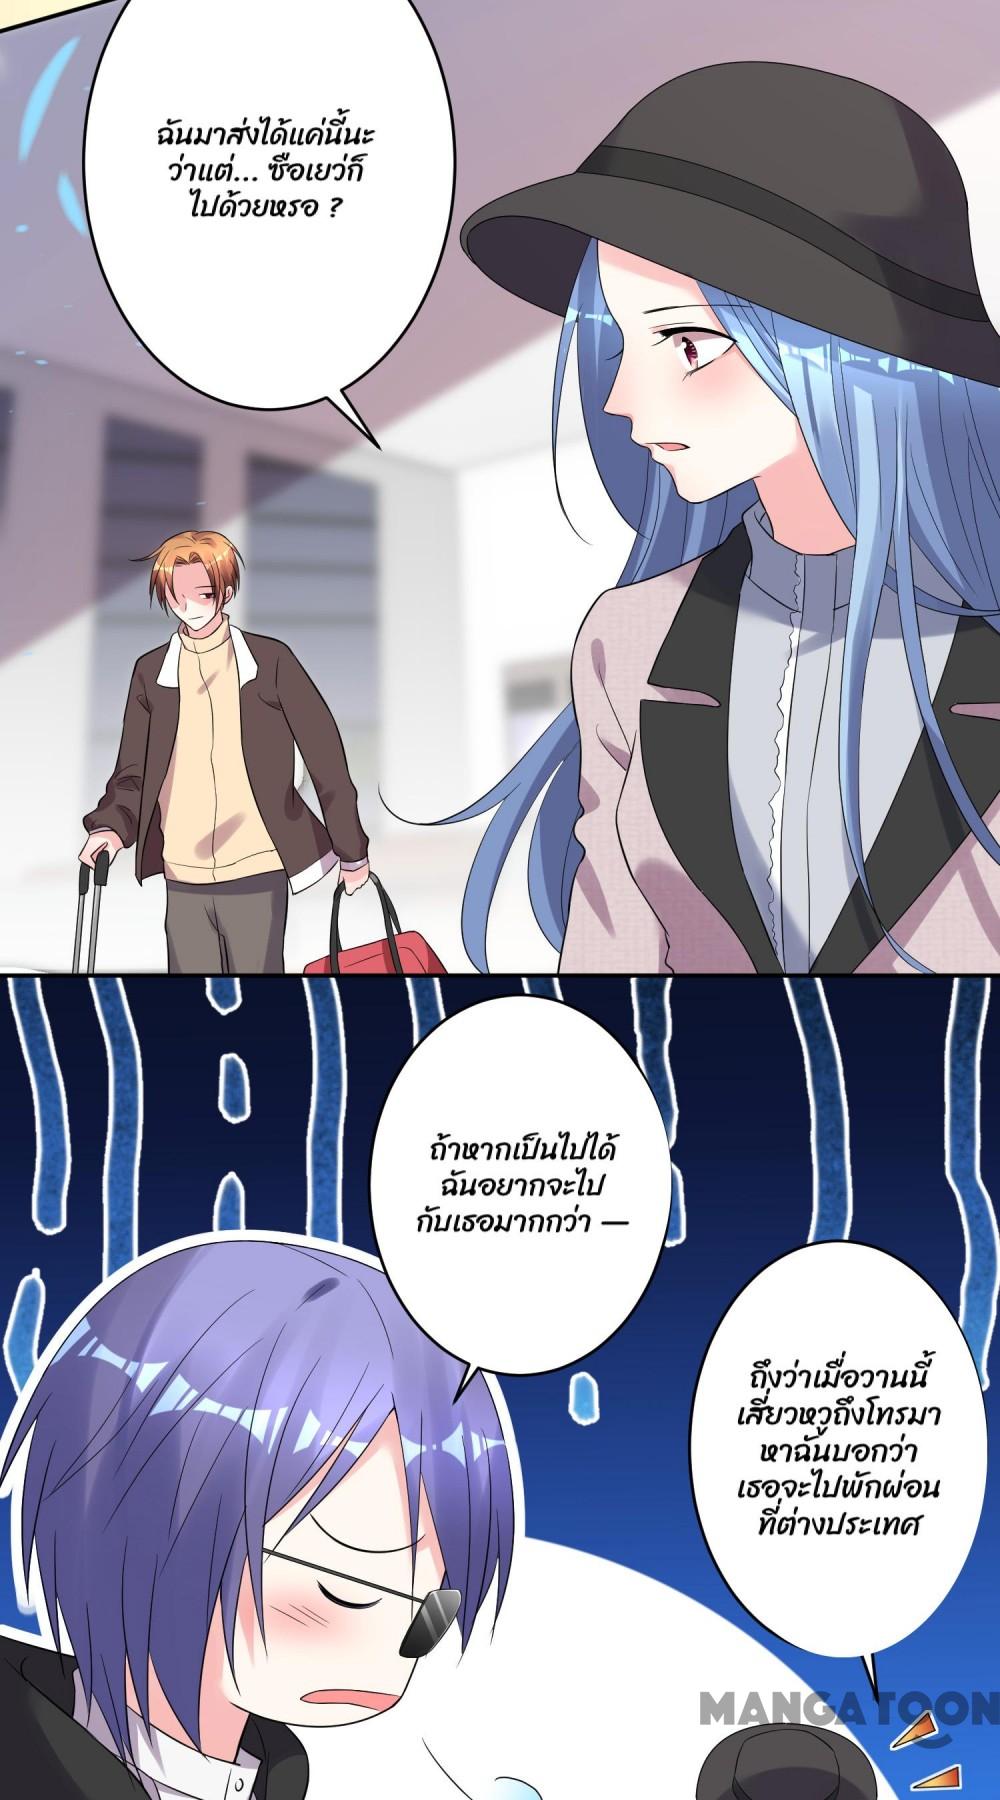 ฉันมาส่งได้แค่นี้นะ
ว่าแต่... ซือเยว่ก็
ไปด้วยหรอ ?
ถ้าหากเป็นไปได้
ฉันอยากจะไป
กับเธอมากกว่า —
ถึงว่าเมื่อวานนี้
เสี่ยวหวูถึงโทรมา
หาฉันบอกว่า
เธอจะไปพักผ่อน
ที่ต่างประเทศ
MANGATOON